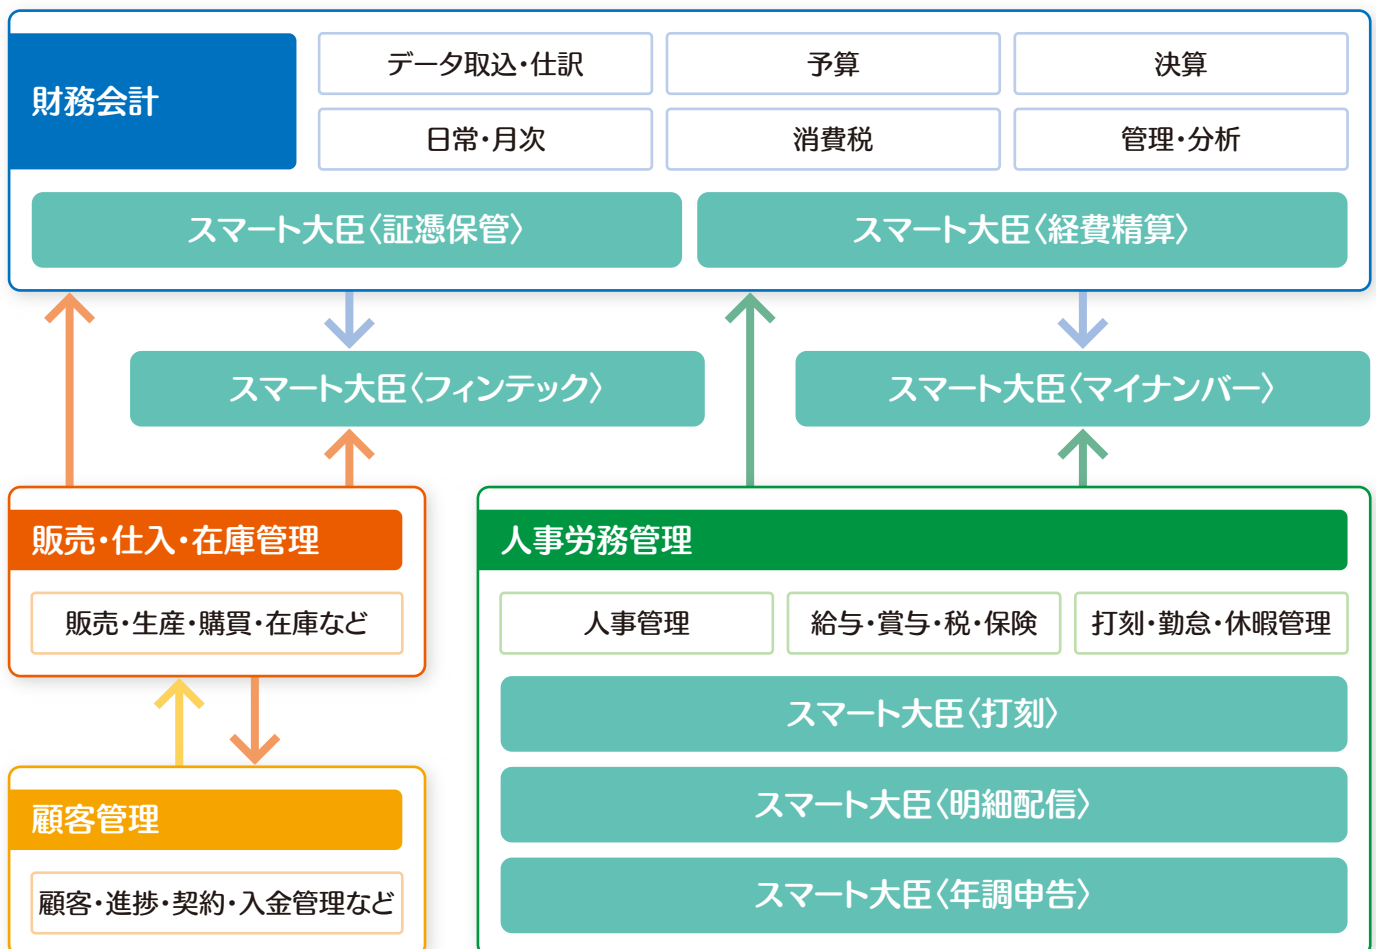 財務会計
データ取込・仕訳
予算
決算
日常・月次
消費税
管理・分析
スマート大臣〈証憑保管〉
スマート大臣〈経費精算〉
スマート大臣〈フィンテック〉
スマート大臣〈マイナンバー〉
販売・仕入・在庫管理
販売・生産・購買・在庫など
顧客管理
顧客・進捗・契約・入金管理など
人事労務管理
人事管理
給与・賞与・税・保険
打刻・勤怠・休暇管理
スマート大臣〈打刻〉
スマート大臣〈明細配信〉
スマート大臣〈年調申告〉